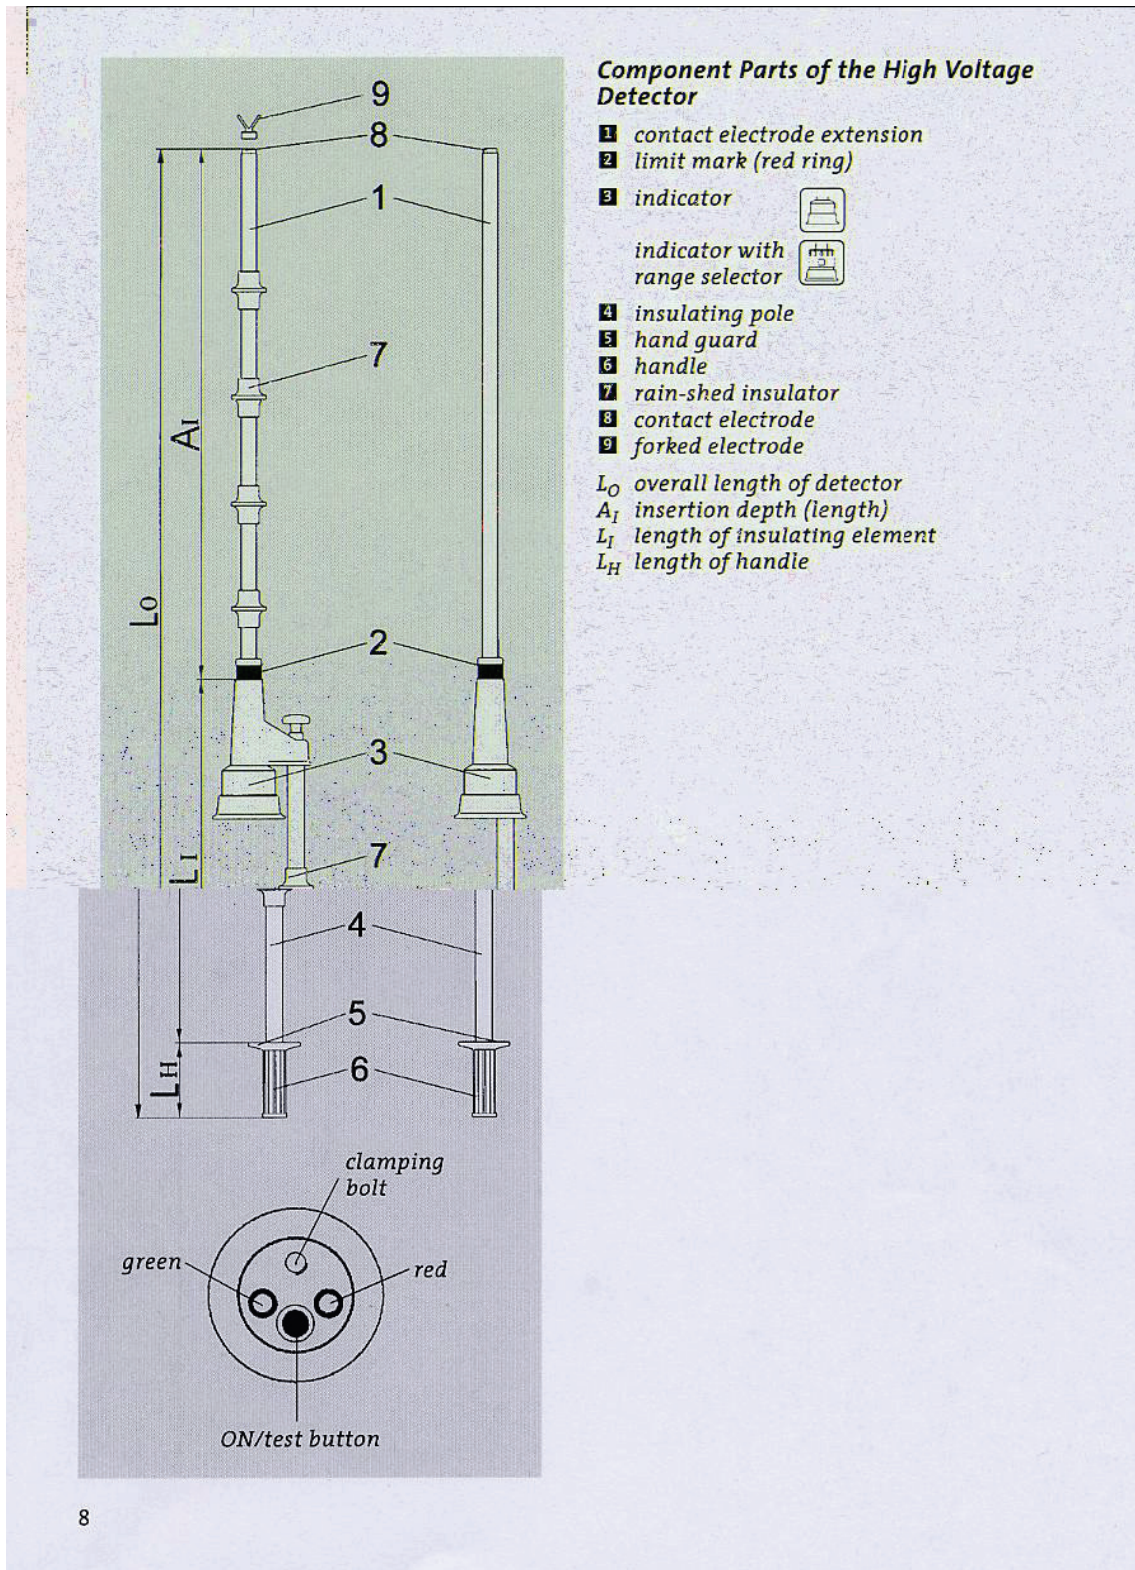 Component Parts of the High Voltage
Detector
1 contact electrode extension
2 limit mark (red ring)
3 indicator
indicator with
range selector
4 insulating pole
5 hand guard
6 handle
7 rain-shed insulator
8 contact electrode
9 forked electrode
LO overall length of detector
AI insertion depth (length)
LI length of insulating element
LH length of handle
9
8
1
7
AI
LO
2
3
7
LI
4
5
6
LH
clamping
bolt
green
red
ON/test button
8